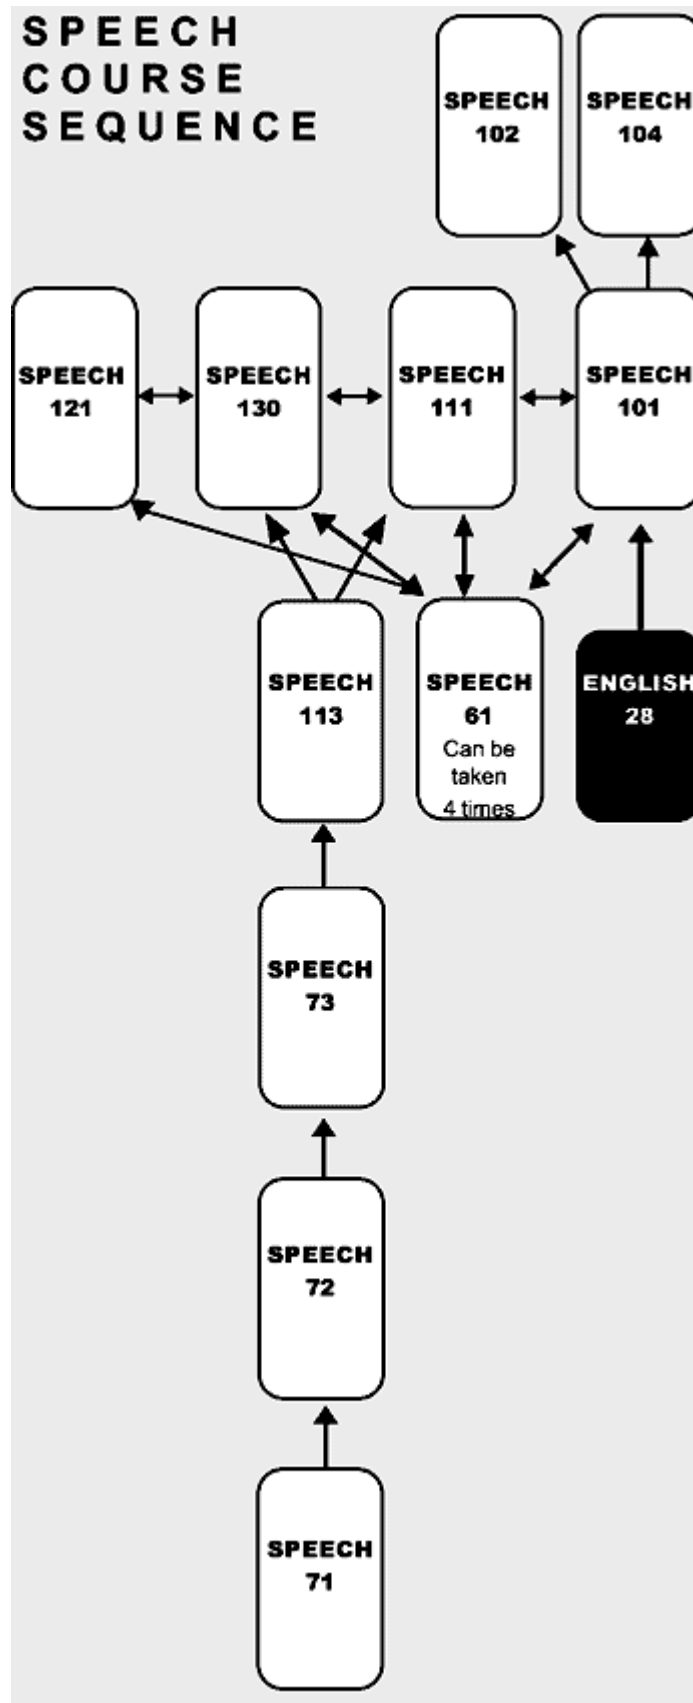 SPEECH
COURSE
SEQUENCE
SPEECH
102
SPEECH
104
SPEECH
121
SPEECH
130
SPEECH
111
SPEECH
101
SPEECH
113
SPEECH
61
Can be
taken
4 times
ENGLISH
28
SPEECH
73
SPEECH
72
SPEECH
71